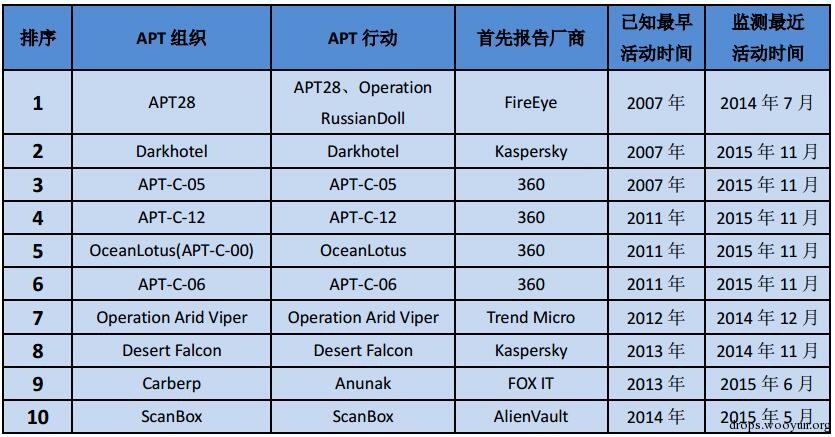 排序 APT 组织 APT 行动 首先报告厂商 已知最早 监测最近
活动时间 活动时间
1 APT28 APT28、Operation FireEye 2007 年 2014 年 7 月
RussianDoll
2 Darkhotel Darkhotel Kaspersky 2007 年 2015 年 11 月
3 APT-C-05 APT-C-05 360 2007 年 2015 年 11 月
4 APT-C-12 APT-C-12 360 2011 年 2015 年 11 月
5 OceanLotus(APT-C-00) OceanLotus 360 2011 年 2015 年 11 月
6 APT-C-06 APT-C-06 360 2011 年 2015 年 11 月
7 Operation Arid Viper Operation Arid Viper Trend Micro 2012 年 2014 年 12 月
8 Desert Falcon Desert Falcon Kaspersky 2013 年 2014 年 11 月
9 Carberp Anunak FOX IT 2013 年 2015 年 6 月
10 ScanBox ScanBox AlienVault 2014 年 2015 年 5 月
drops.wooyun.org